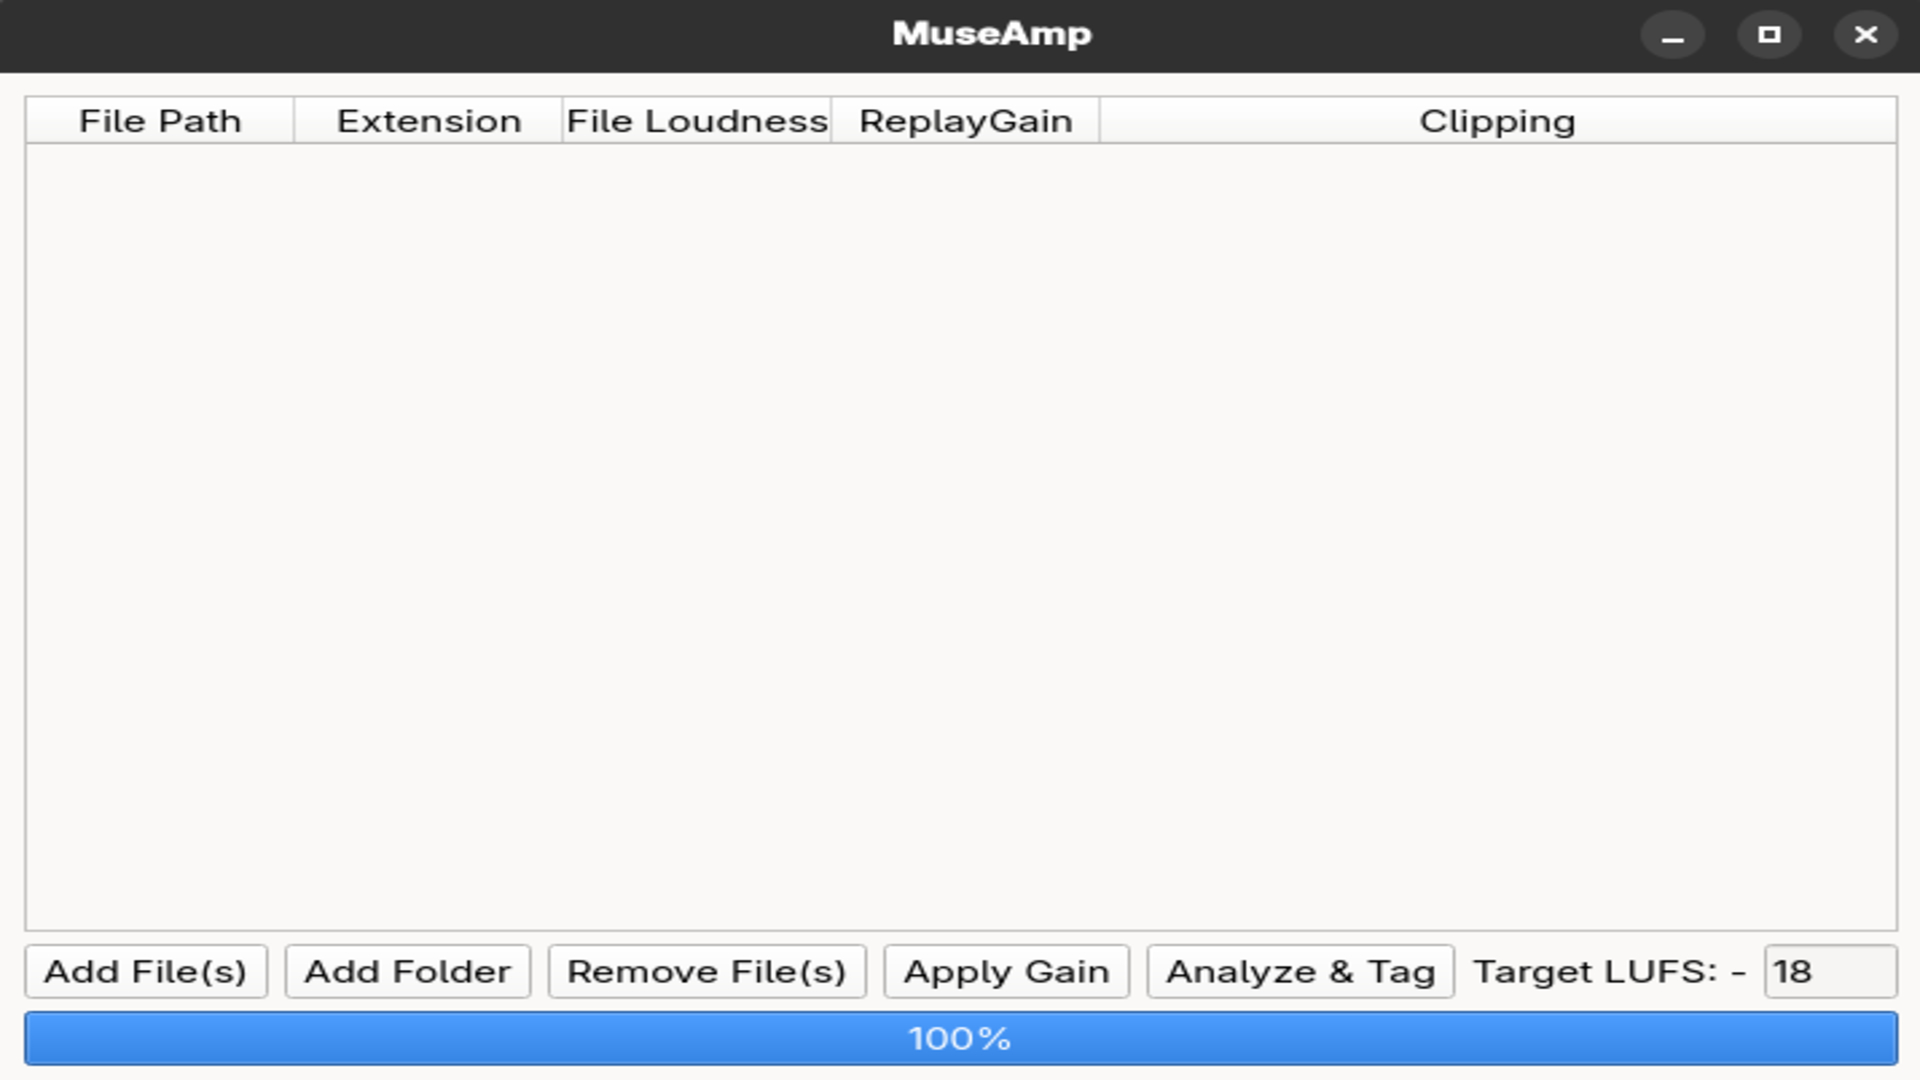 MuseAmp
File Path Extension File Loudness ReplayGain Clipping
Add File(s) Add Folder Remove File(s) Apply Gain Analyze & Tag Target LUFS: - 18
100%